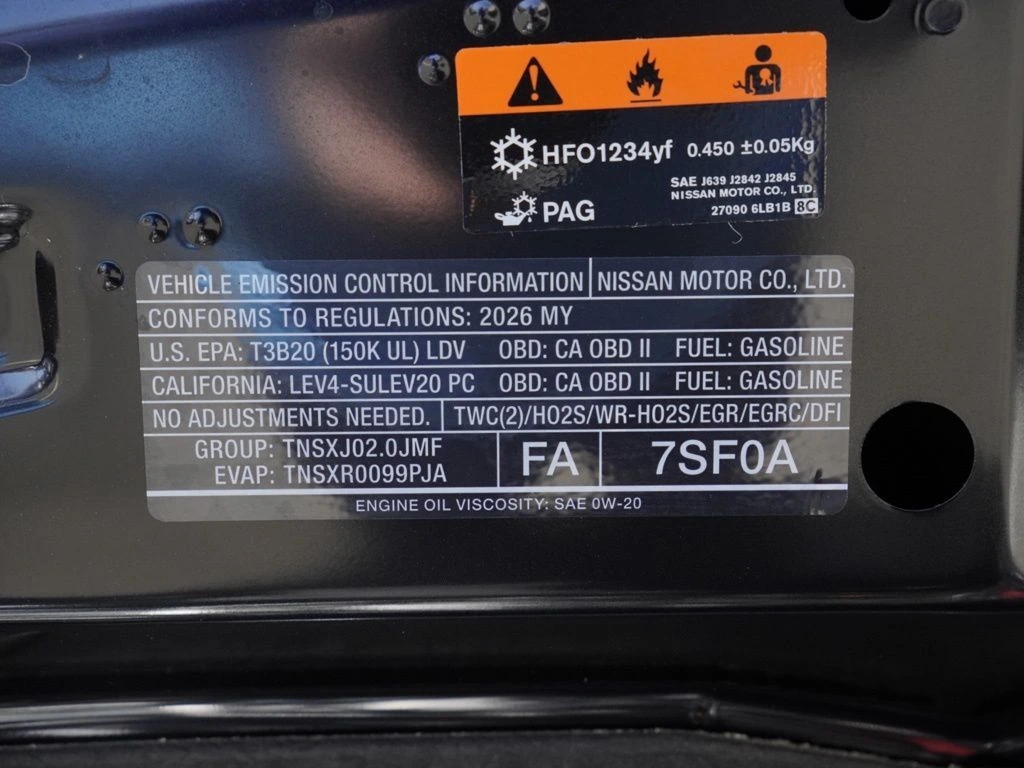 HFO1234yf 0.450 ±0.05Kg
SAE J639 J2842 J2845
NISSAN MOTOR CO., LTD.
PAG
27090 6LB1B 8C
VEHICLE EMISSION CONTROL INFORMATION NISSAN MOTOR CO., LTD.
CONFORMS TO REGULATIONS: 2026 MY
U.S. EPA: T3B20 (150K UL) LDV OBD: CA OBD II FUEL: GASOLINE
CALIFORNIA: LEV4-SULEV20 PC OBD: CA OBD II FUEL: GASOLINE
NO ADJUSTMENTS NEEDED. TWC(2)/HO2S/WR-HO2S/EGR/EGRC/DFI
GROUP: TNSXJ02.0JMF
EVAP: TNSXR0099PJA
FA
7SF0A
ENGINE OIL VISCOSITY: SAE 0W-20